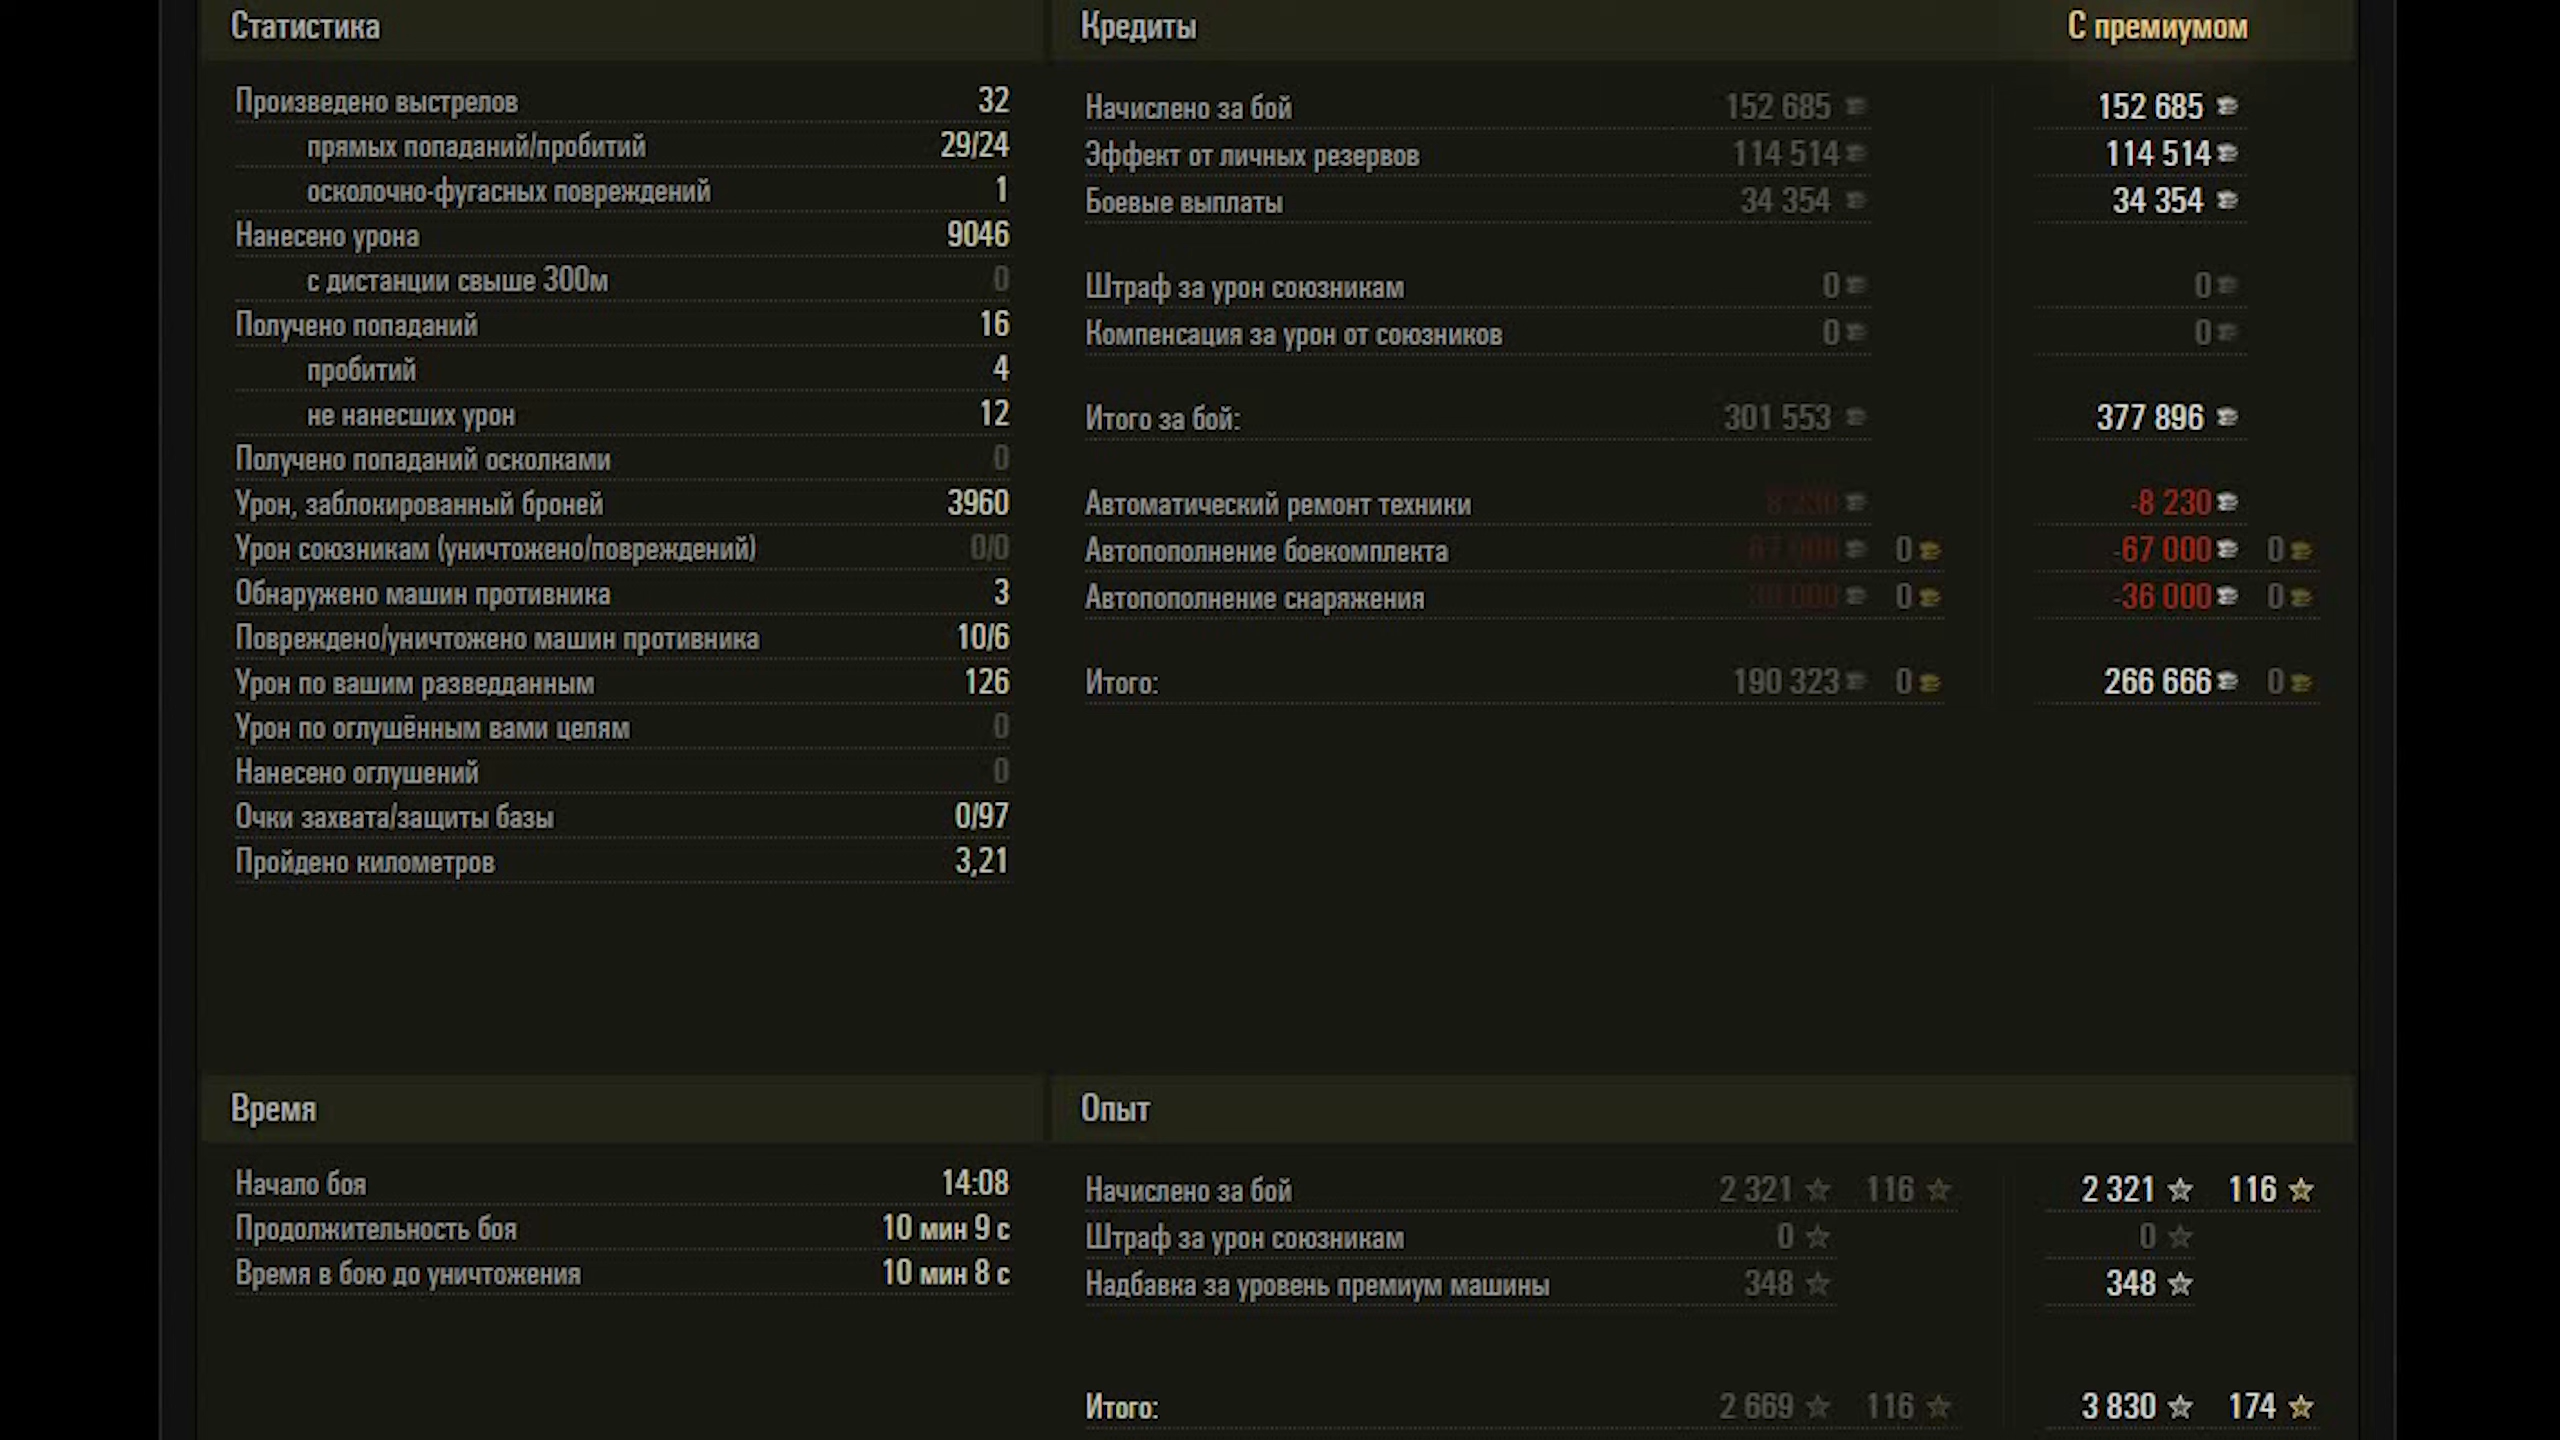 Статистика
Произведено выстрелов 32
прямых попаданий/пробитий 29/24
осколочно-фугасных повреждений 1
Нанесено урона 9046
с дистанции свыше 300м 0
Получено попаданий 16
пробитий 4
не нанесших урон 12
Получено попаданий осколками 0
Урон, заблокированный броней 3960
Урон союзникам (уничтожено/повреждений) 0/0
Обнаружено машин противника 3
Повреждено/уничтожено машин противника 10/6
Урон по вашим разведданным 126
Урон по оглушённым вами целям 0
Нанесено оглушений 0
Очки захвата/защиты базы 0/97
Пройдено километров 3,21
Кредиты С премиумом
Начислено за бой 152 685 152 685
Эффект от личных резервов 114 514 114 514
Боевые выплаты 34 354 34 354
Штраф за урон союзникам 0 0
Компенсация за урон от союзников 0 0
Итого за бой: 301 553 377 896
Автоматический ремонт техники 8 230 -8 230
Автопополнение боекомплекта 0 -67 000 0
Автопополнение снаряжения 0 -36 000 0
Итого: 190 323 0 266 666 0
Время
Начало боя 14:08
Продолжительность боя 10 мин 9 с
Время в бою до уничтожения 10 мин 8 с
Опыт
Начислено за бой 2 321 116 2 321 116
Штраф за урон союзникам 0 0
Надбавка за уровень премиум машины 348 348
Итого: 2 669 116 3 830 174